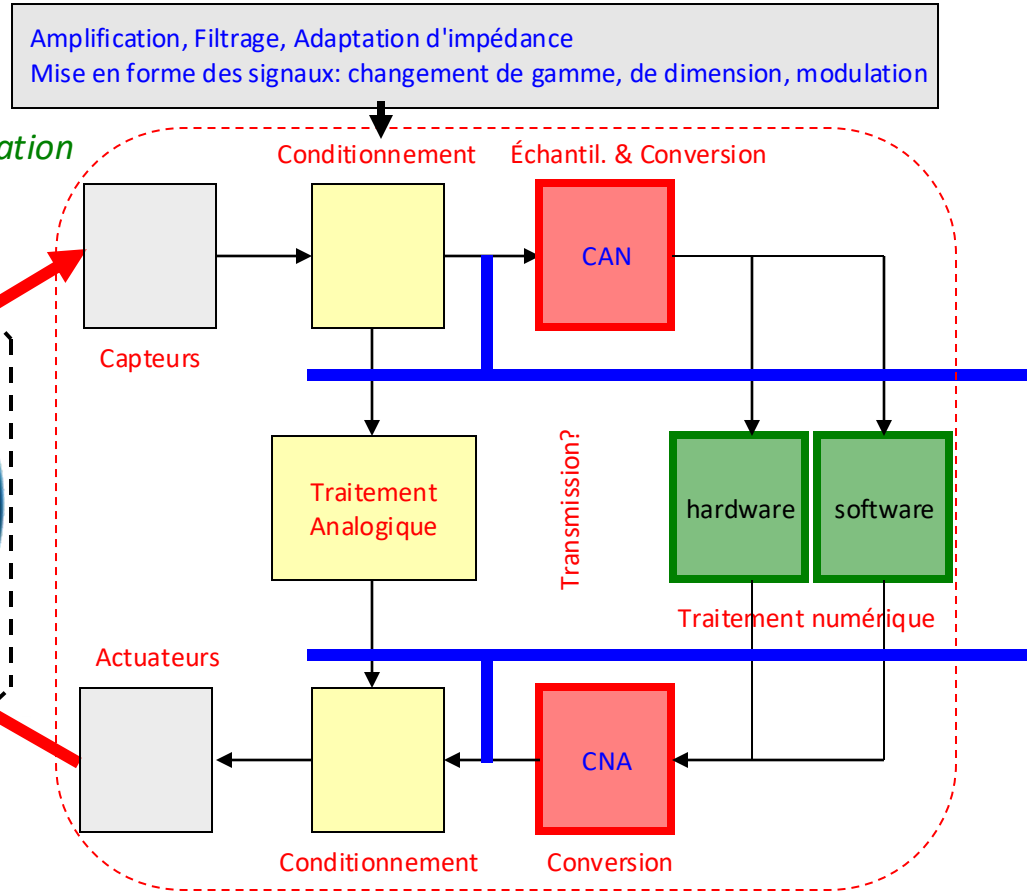 Amplification, Filtrage, Adaptation d'impédance
Mise en forme des signaux: changement de gamme, de dimension, modulation
Conditionnement
Échantil. & Conversion
CAN
Capteurs
Traitement
Analogique
Transmission?
hardware
software
Traitement numérique
Actuateurs
CNA
Conditionnement
Conversion